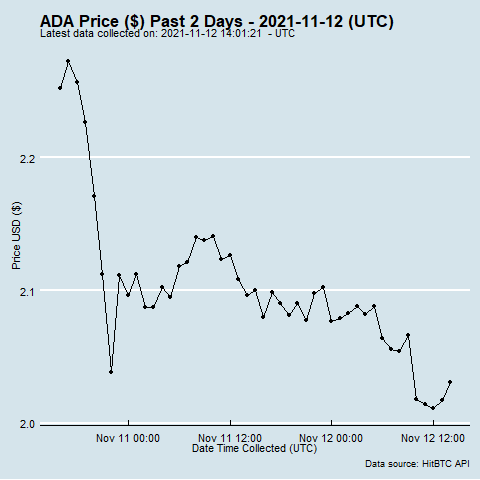 ADA Price ($) Past 2 Days - 2021-11-12 (UTC)
Latest data collected on: 2021-11-12 14:01:21 - UTC
2.2
2.1
2.0
Price USD ($)
Nov 11 00:00
Nov 11 12:00
Nov 12 00:00
Nov 12 12:00
Date Time Collected (UTC)
Data source: HitBTC API